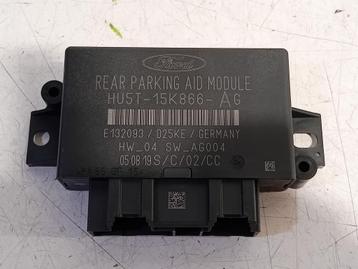 Ford
REAR PARKING AID MODULE
HU5T-15K866-AG
E132093/D25KE/GERMANY
HW_04 SW_AG004
050819S/C/02/CC